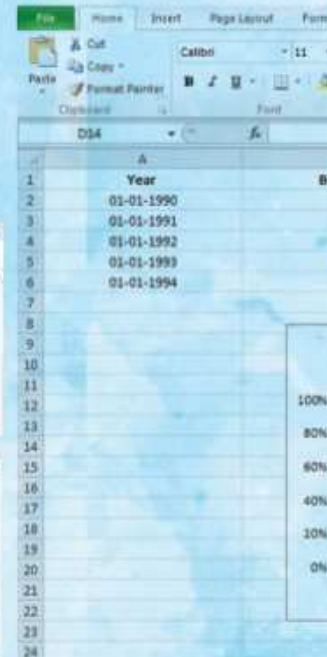 File Home Insert Page Layout Form
Cut
Calibri 11
Copy
Paste
Format Painter
B I U
Clipboard Font
D14 fx
A
1 Year B
2 01-01-1990
3 01-01-1991
4 01-01-1992
5 01-01-1993
6 01-01-1994
7
8
9
10
11
12 100%
13 80%
14
15 60%
16
17 40%
18 20%
19
20 0%
21
22
23
24